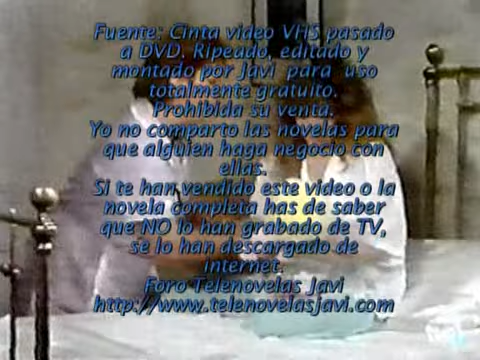 Fuente: Cinta video VHS pasado
a DVD. Ripeado, editado y
montado por Javi para uso
totalmente gratuito.
Prohibida su venta.
Yo no comparto las novelas para
que alguien haga negocio con
ellas.
Si te han vendido este video o la
novela completa has de saber
que NO lo han grabado de TV,
se lo han descargado de
internet.
Foro Telenovelas Javi
http://www.telenovelasjavi.com